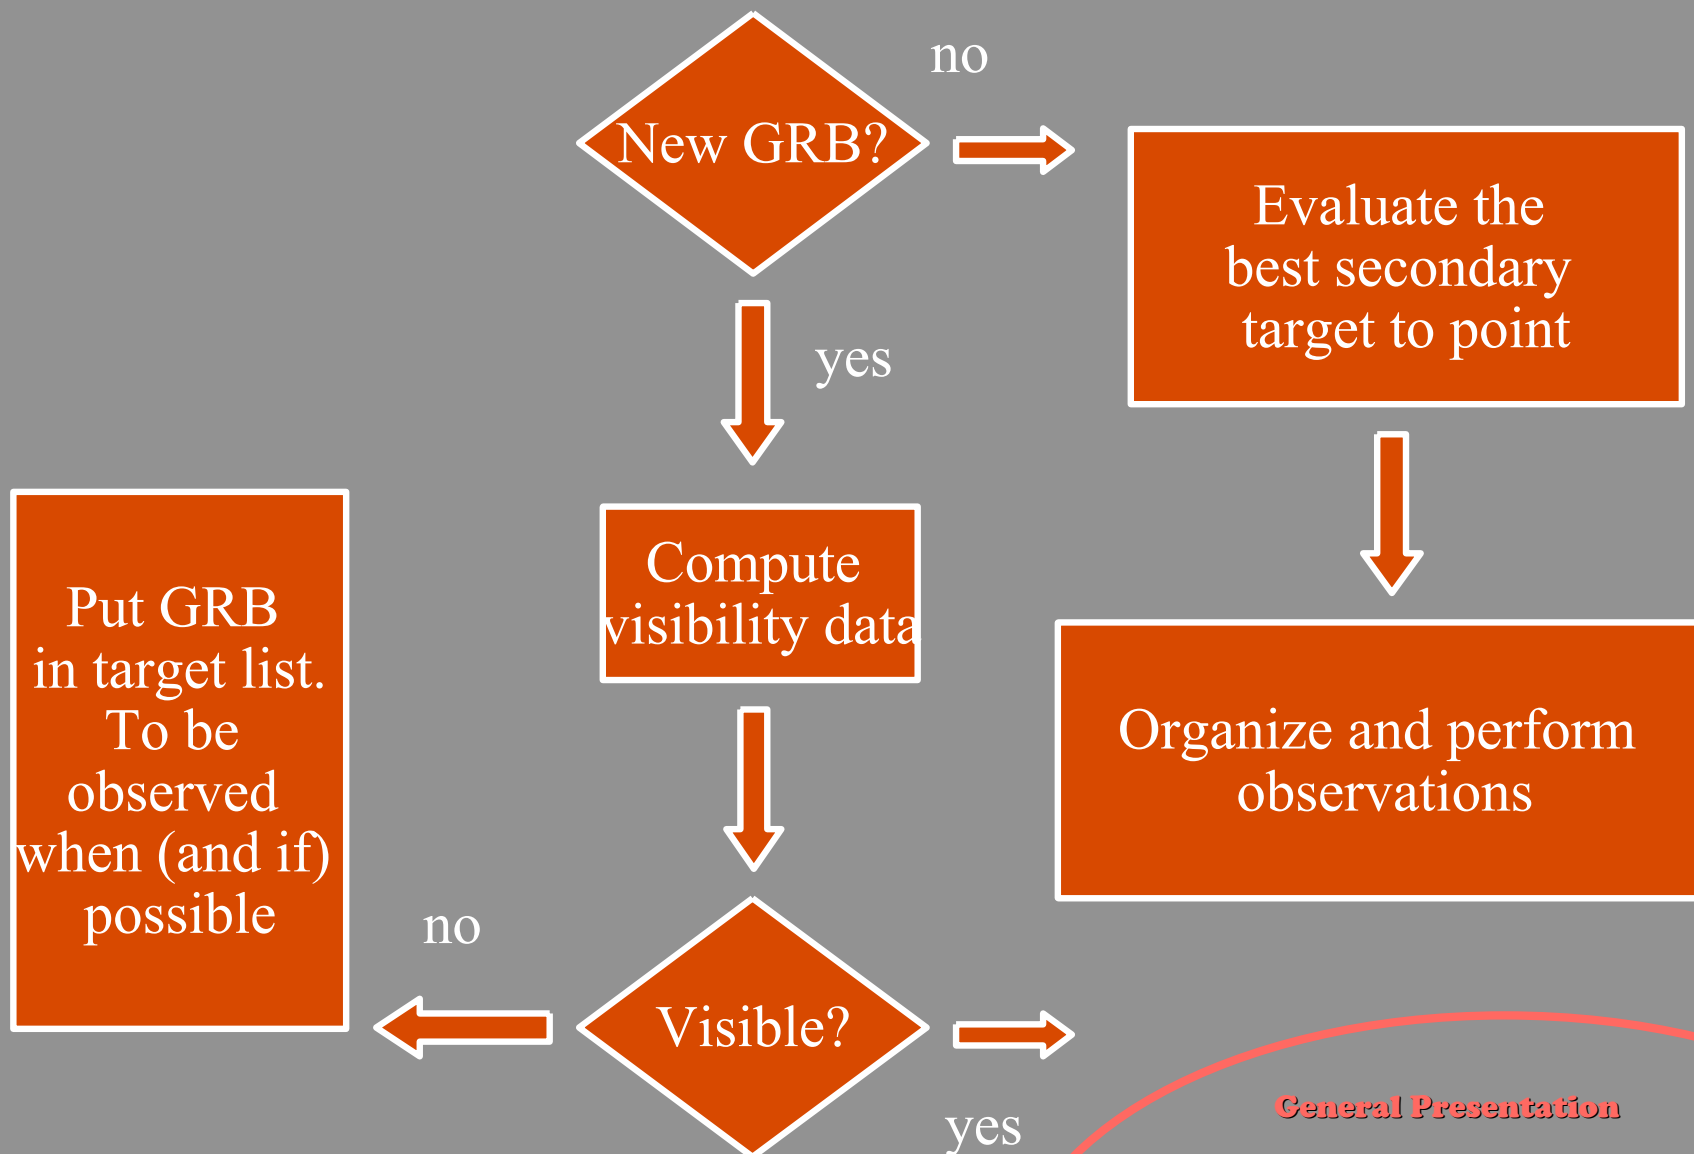 New GRB?
no
Evaluate the
best secondary
target to point
yes
Compute
visibility data
Put GRB
in target list.
To be
observed
when (and if)
possible
Organize and perform
observations
no
Visible?
yes
General Presentation